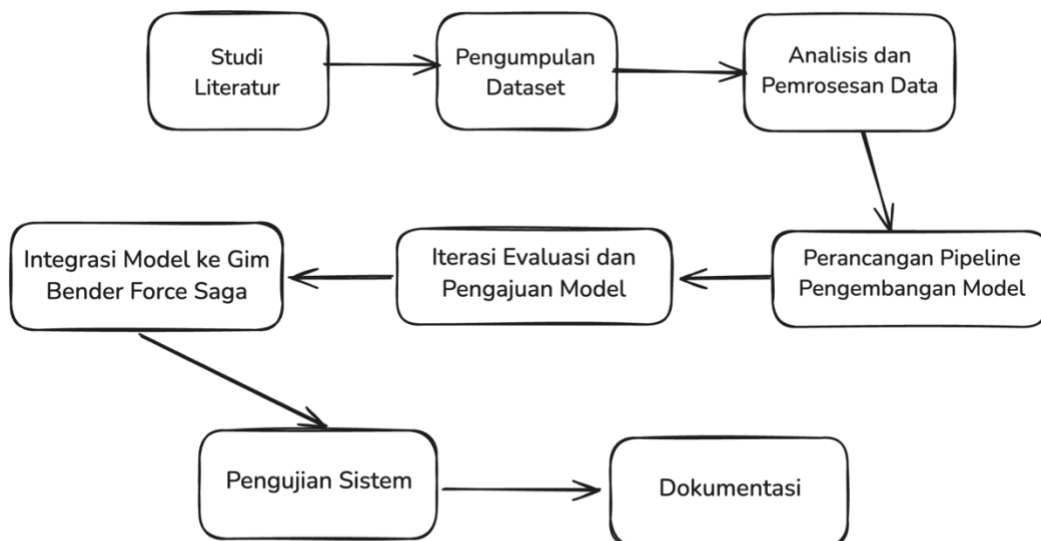 Studi
Literatur
Pengumpulan
Dataset
Analisis dan
Pemrosesan Data
Perancangan Pipeline
Pengembangan Model
Iterasi Evaluasi dan
Pengajuan Model
Integrasi Model ke Gim
Bender Force Saga
Pengujian Sistem
Dokumentasi